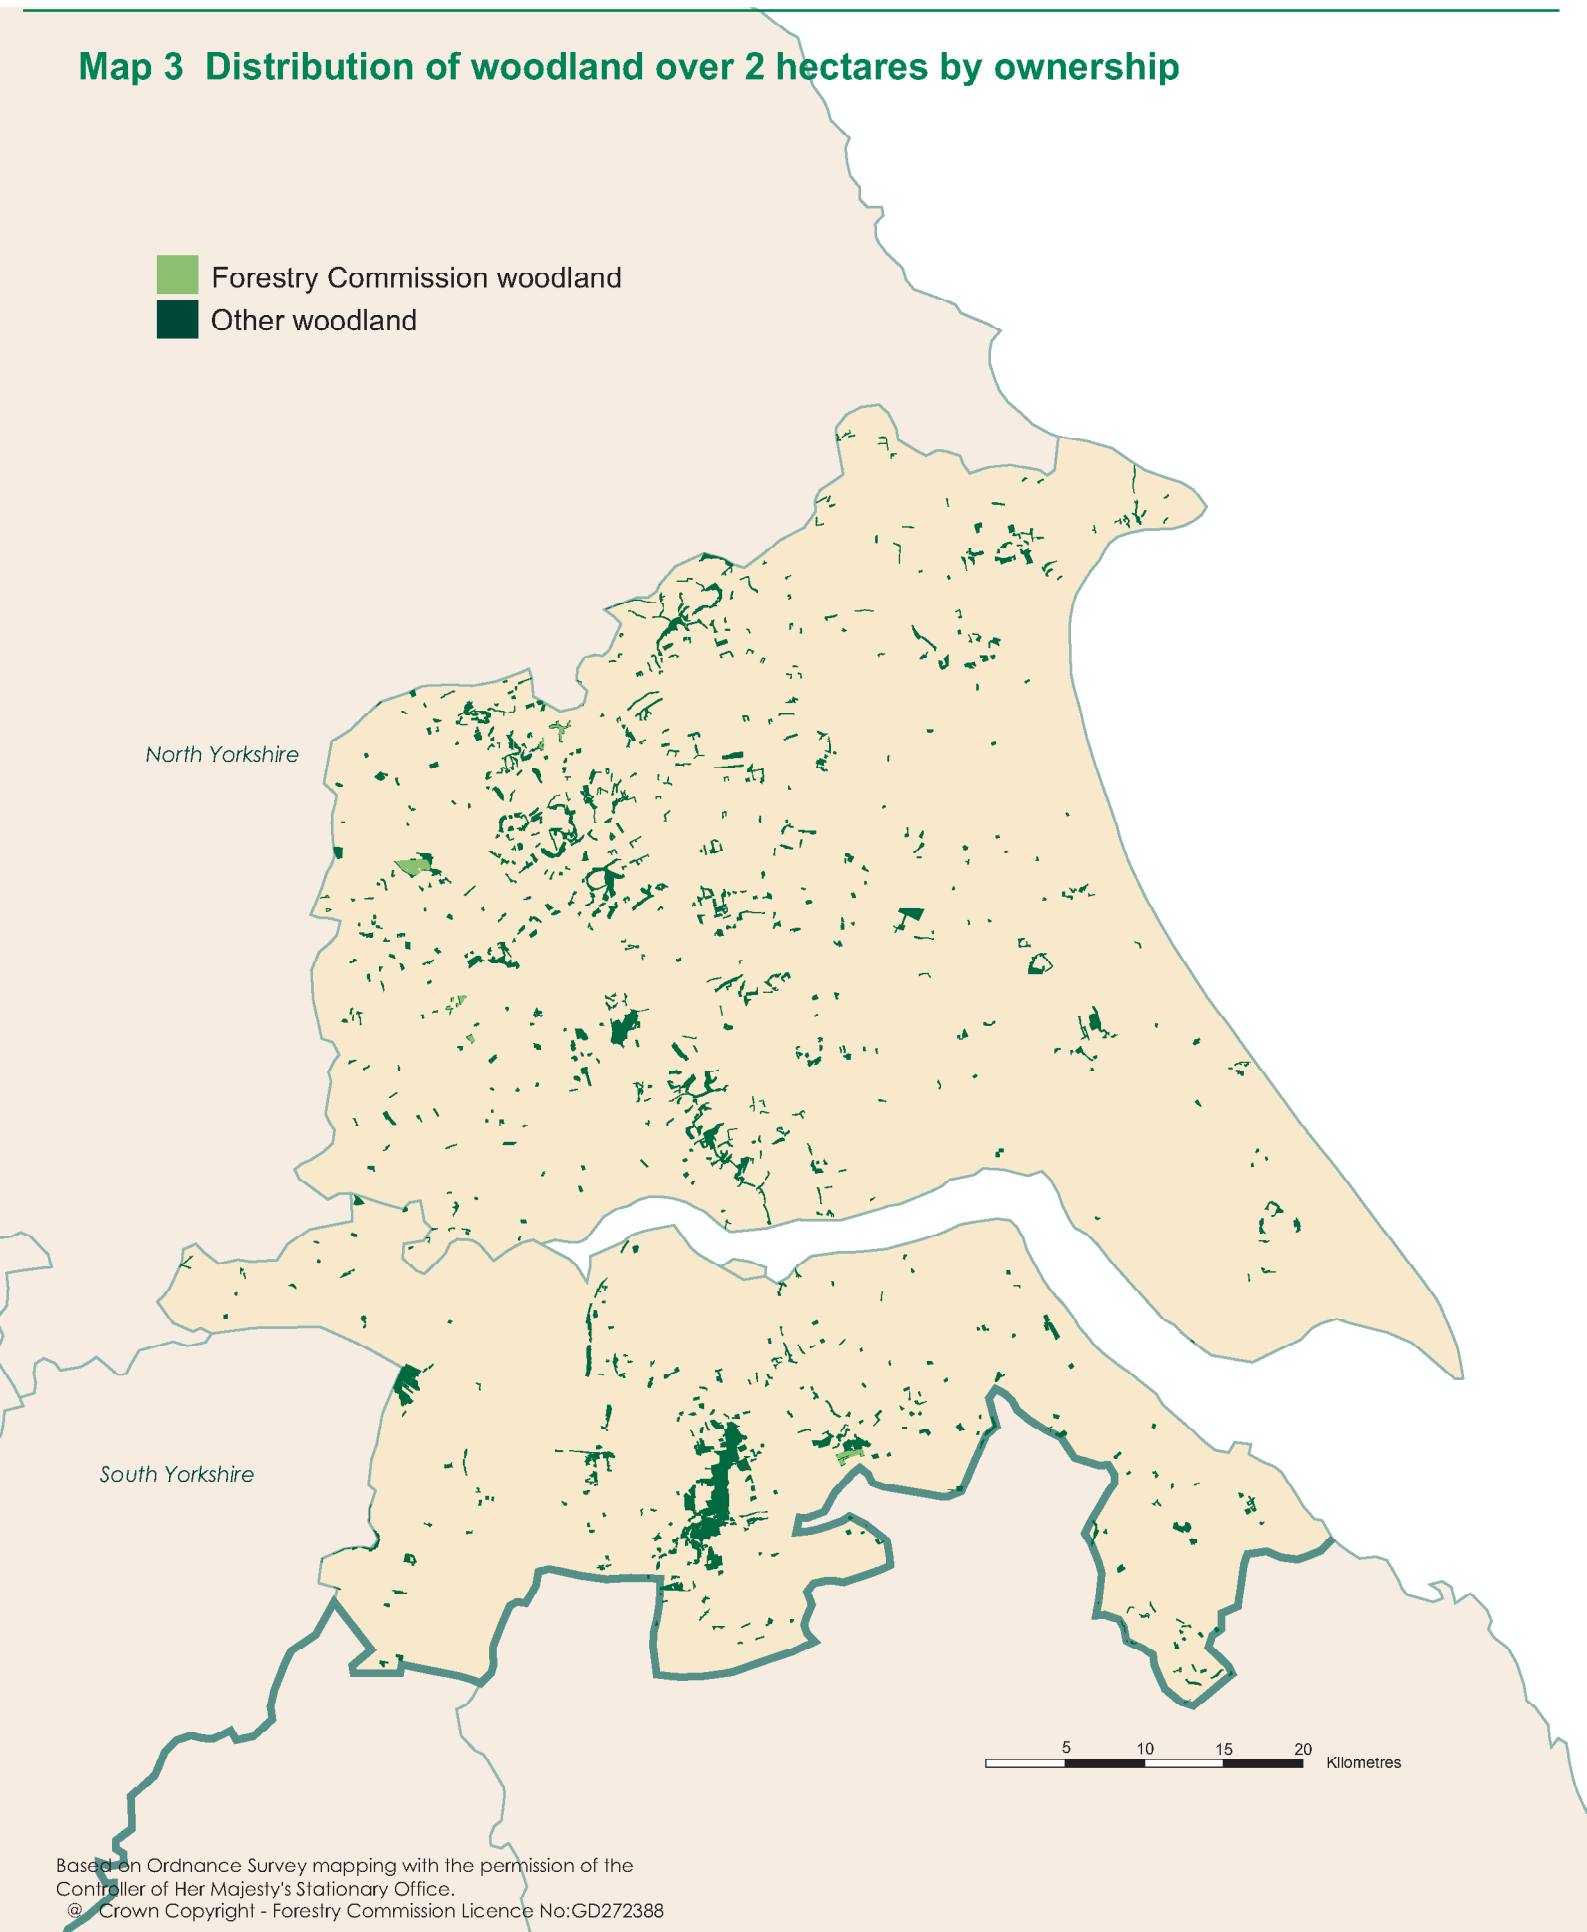 Map 3 Distribution of woodland over 2 hectares by ownership
Forestry Commission woodland
Other woodland
North Yorkshire
South Yorkshire
5 10 15 20 Kilometres
Based on Ordnance Survey mapping with the permission of the
Controller of Her Majesty's Stationary Office.
@ Crown Copyright - Forestry Commission Licence No:GD272388